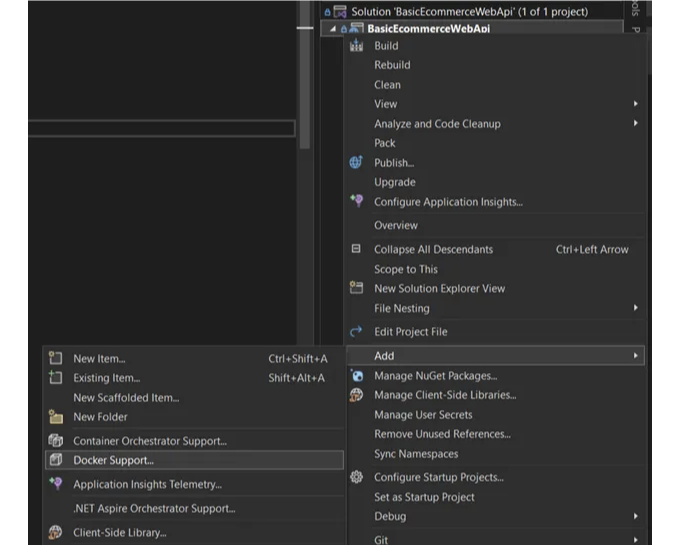 Solution 'BasicEcommerceWebApi' (1 of 1 project)
BasicEcommerceWebApi
Build
Rebuild
Clean
View
Analyze and Code Cleanup
Pack
Publish...
Upgrade
Configure Application Insights...
Overview
Collapse All Descendants Ctrl+Left Arrow
Scope to This
New Solution Explorer View
File Nesting
Edit Project File
Add
Manage NuGet Packages...
Manage Client-Side Libraries...
Manage User Secrets
Remove Unused References...
Sync Namespaces
Configure Startup Projects...
Set as Startup Project
Debug
Git
New Item... Ctrl+Shift+A
Existing Item... Shift+Alt+A
New Scaffolded Item...
New Folder
Container Orchestrator Support...
Docker Support...
Application Insights Telemetry...
.NET Aspire Orchestrator Support...
Client-Side Library...